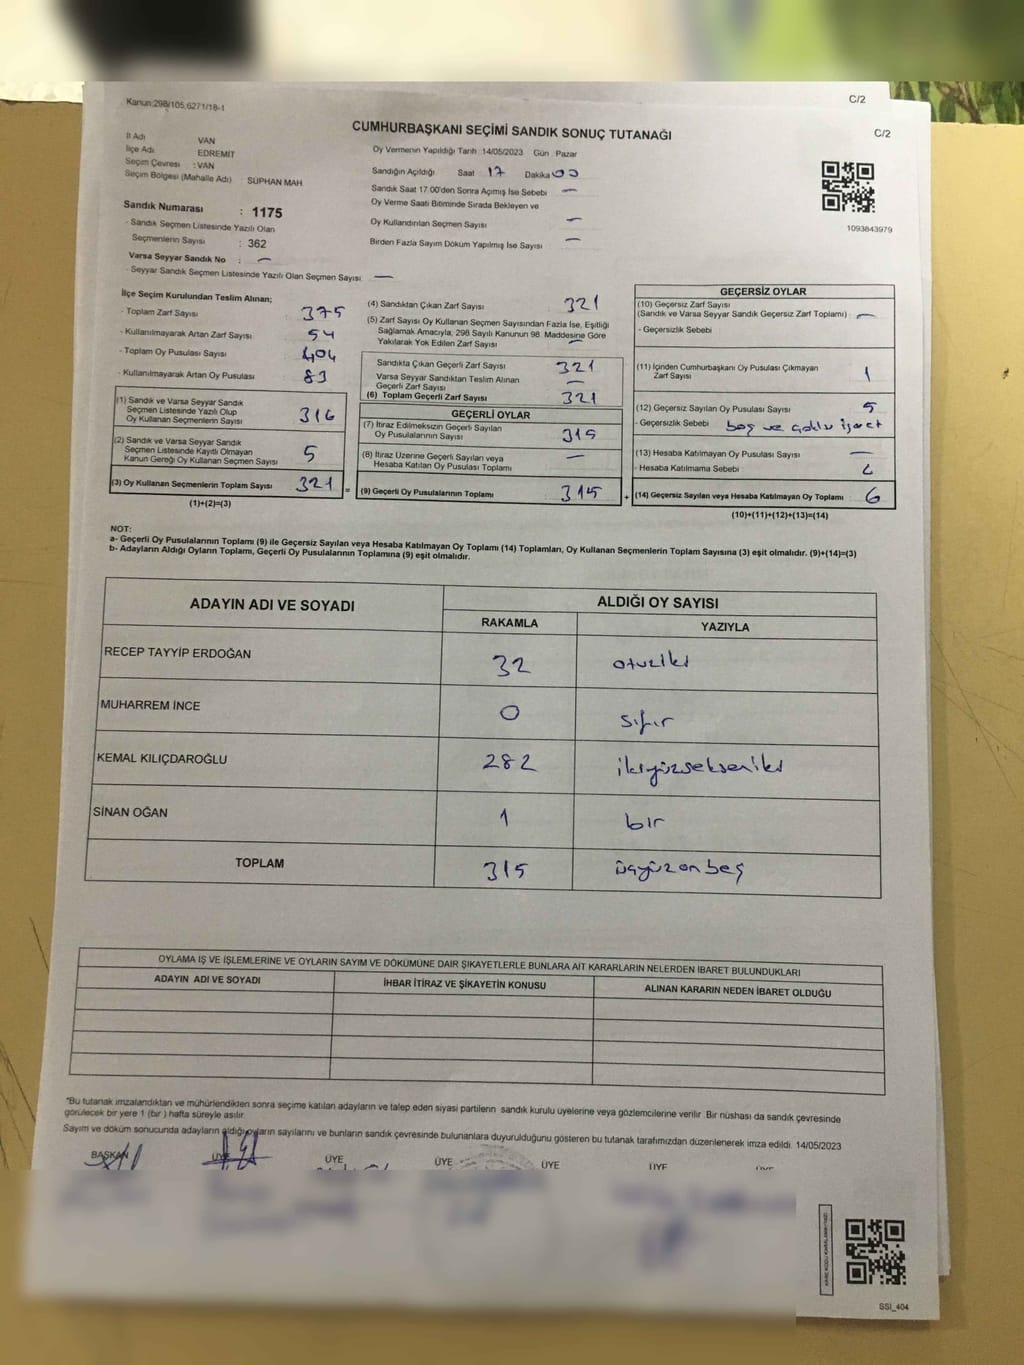 Kanun:298/105,6271/18-1
C/2
C/2
CUMHURBAŞKANI SEÇİMİ SANDIK SONUÇ TUTANAĞI
İl Adı VAN
İlçe Adı EDREMİT
Seçim Çevresi : VAN
Seçim Bölgesi (Mahalle Adı) : SÜPHAN MAH.
Oy Vermenin Yapıldığı Tarih :14/05/2023 Gün : Pazar
Sandığın Açıldığı Saat 17 Dakika 00
Sandık Saat 17:00'den Sonra Açılmış İse Sebebi —
Oy Verme Saati Bitiminde Sırada Bekleyen ve
Oy Kullandırılan Seçmen Sayısı —
Birden Fazla Sayım Döküm Yapılmış İse Sayısı —
1093843979
Sandık Numarası : 1175
- Sandık Seçmen Listesinde Yazılı Olan
Seçmenlerin Sayısı : 362
Varsa Seyyar Sandık No : —
- Seyyar Sandık Seçmen Listesinde Yazılı Olan Seçmen Sayısı: —
İlçe Seçim Kurulundan Teslim Alınan;
- Toplam Zarf Sayısı 375
- Kullanılmayarak Artan Zarf Sayısı 54
- Toplam Oy Pusulası Sayısı 404
- Kullanılmayarak Artan Oy Pusulası 83
(1) Sandık ve Varsa Seyyar Sandık
Seçmen Listesinde Yazılı Olup
Oy Kullanan Seçmenlerin Sayısı 316
(2) Sandık ve Varsa Seyyar Sandık
Seçmen Listesinde Kayıtlı Olmayan
Kanun Gereği Oy Kullanan Seçmen Sayısı 5
(3) Oy Kullanan Seçmenlerin Toplam Sayısı 321 =
(1)+(2)=(3)
(4) Sandıktan Çıkan Zarf Sayısı 321
(5) Zarf Sayısı Oy Kullanan Seçmen Sayısından Fazla İse, Eşitliği
Sağlamak Amacıyla, 298 Sayılı Kanunun 98. Maddesine Göre
Yakılarak Yok Edilen Zarf Sayısı —
Sandıkta Çıkan Geçerli Zarf Sayısı 321
Varsa Seyyar Sandıktan Teslim Alınan
Geçerli Zarf Sayısı —
(6) Toplam Geçerli Zarf Sayısı 321
GEÇERLİ OYLAR
(7) İtiraz Edilmeksizin Geçerli Sayılan
Oy Pusulalarının Sayısı 315
(8) İtiraz Üzerine Geçerli Sayılan veya
Hesaba Katılan Oy Pusulası Toplamı —
(9) Geçerli Oy Pusulalarının Toplamı 315 +
GEÇERSİZ OYLAR
(10) Geçersiz Zarf Sayısı
(Sandık ve Varsa Seyyar Sandık Geçersiz Zarf Toplamı) : —
- Geçersizlik Sebebi
(11) İçinden Cumhurbaşkanı Oy Pusulası Çıkmayan
Zarf Sayısı 1
(12) Geçersiz Sayılan Oy Pusulası Sayısı 5
- Geçersizlik Sebebi boş ve çoklu işaret
(13) Hesaba Katılmayan Oy Pusulası Sayısı —
- Hesaba Katılmama Sebebi
(14) Geçersiz Sayılan veya Hesaba Katılmayan Oy Toplamı 6
(10)+(11)+(12)+(13)=(14)
NOT:
a- Geçerli Oy Pusulalarının Toplamı (9) ile Geçersiz Sayılan veya Hesaba Katılmayan Oy Toplamı (14) Toplamları, Oy Kullanan Seçmenlerin Toplam Sayısına (3) eşit olmalıdır. (9)+(14)=(3)
b- Adayların Aldığı Oyların Toplamı, Geçerli Oy Pusulalarının Toplamına (9) eşit olmalıdır.
ADAYIN ADI VE SOYADI ALDIĞI OY SAYISI
RAKAMLA YAZIYLA
RECEP TAYYİP ERDOĞAN 32 otuziki
MUHARREM İNCE 0 sıfır
KEMAL KILIÇDAROĞLU 282 ikiyüzsekseniki
SİNAN OĞAN 1 bir
TOPLAM 315 üçyüzonbeş
OYLAMA İŞ VE İŞLEMLERİNE VE OYLARIN SAYIM VE DÖKÜMÜNE DAİR ŞİKAYETLERLE BUNLARA AİT KARARLARIN NELERDEN İBARET BULUNDUKLARI
ADAYIN ADI VE SOYADI İHBAR İTİRAZ VE ŞİKAYETİN KONUSU ALINAN KARARIN NEDEN İBARET OLDUĞU
"Bu tutanak imzalandıktan ve mühürlendikten sonra seçime katılan adayların ve talep eden siyasi partilerin sandık kurulu üyelerine veya gözlemcilerine verilir. Bir nüshası da sandık çevresinde
görülecek bir yere 1 (bir ) hafta süreyle asılır.
Sayım ve döküm sonucunda adayların aldığı oyların sayılarını ve bunların sandık çevresinde bulunanlara duyurulduğunu gösteren bu tutanak tarafımızdan düzenlenerek imza edildi. 14/05/2023
BAŞKAN ÜYE ÜYE ÜYE ÜYE ÜYE ÜYE
SSI_404